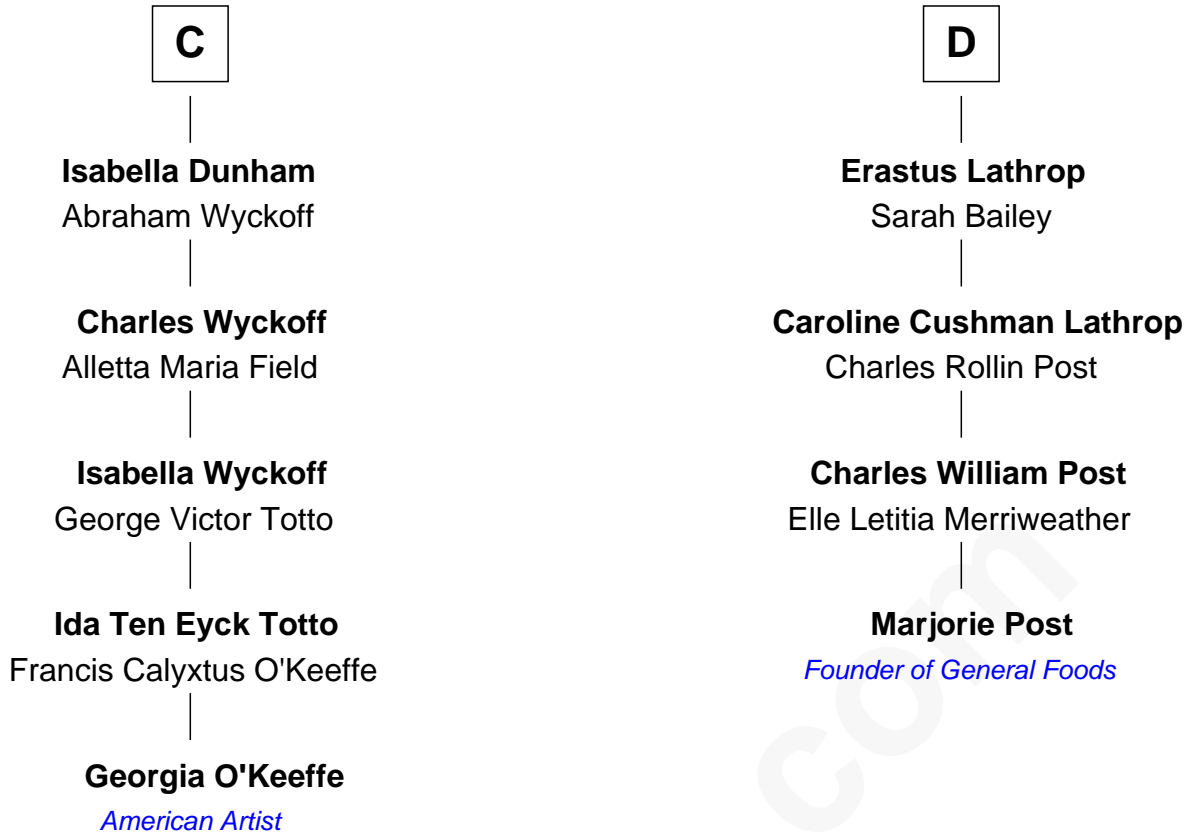 C
Isabella Dunham
Abraham Wyckoff
Charles Wyckoff
Alletta Maria Field
Isabella Wyckoff
George Victor Totto
Ida Ten Eyck Totto
Francis Calyxtus O'Keeffe
Georgia O'Keeffe
American Artist
D
Erastus Lathrop
Sarah Bailey
Caroline Cushman Lathrop
Charles Rollin Post
Charles William Post
Elle Letitia Merriweather
Marjorie Post
Founder of General Foods
com